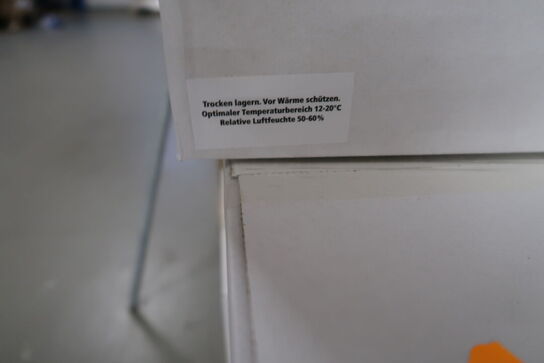 Trocken lagern. Vor Wärme schützen.
Optimaler Temperaturbereich 12-20°C
Relative Luftfeuchte 50-60%